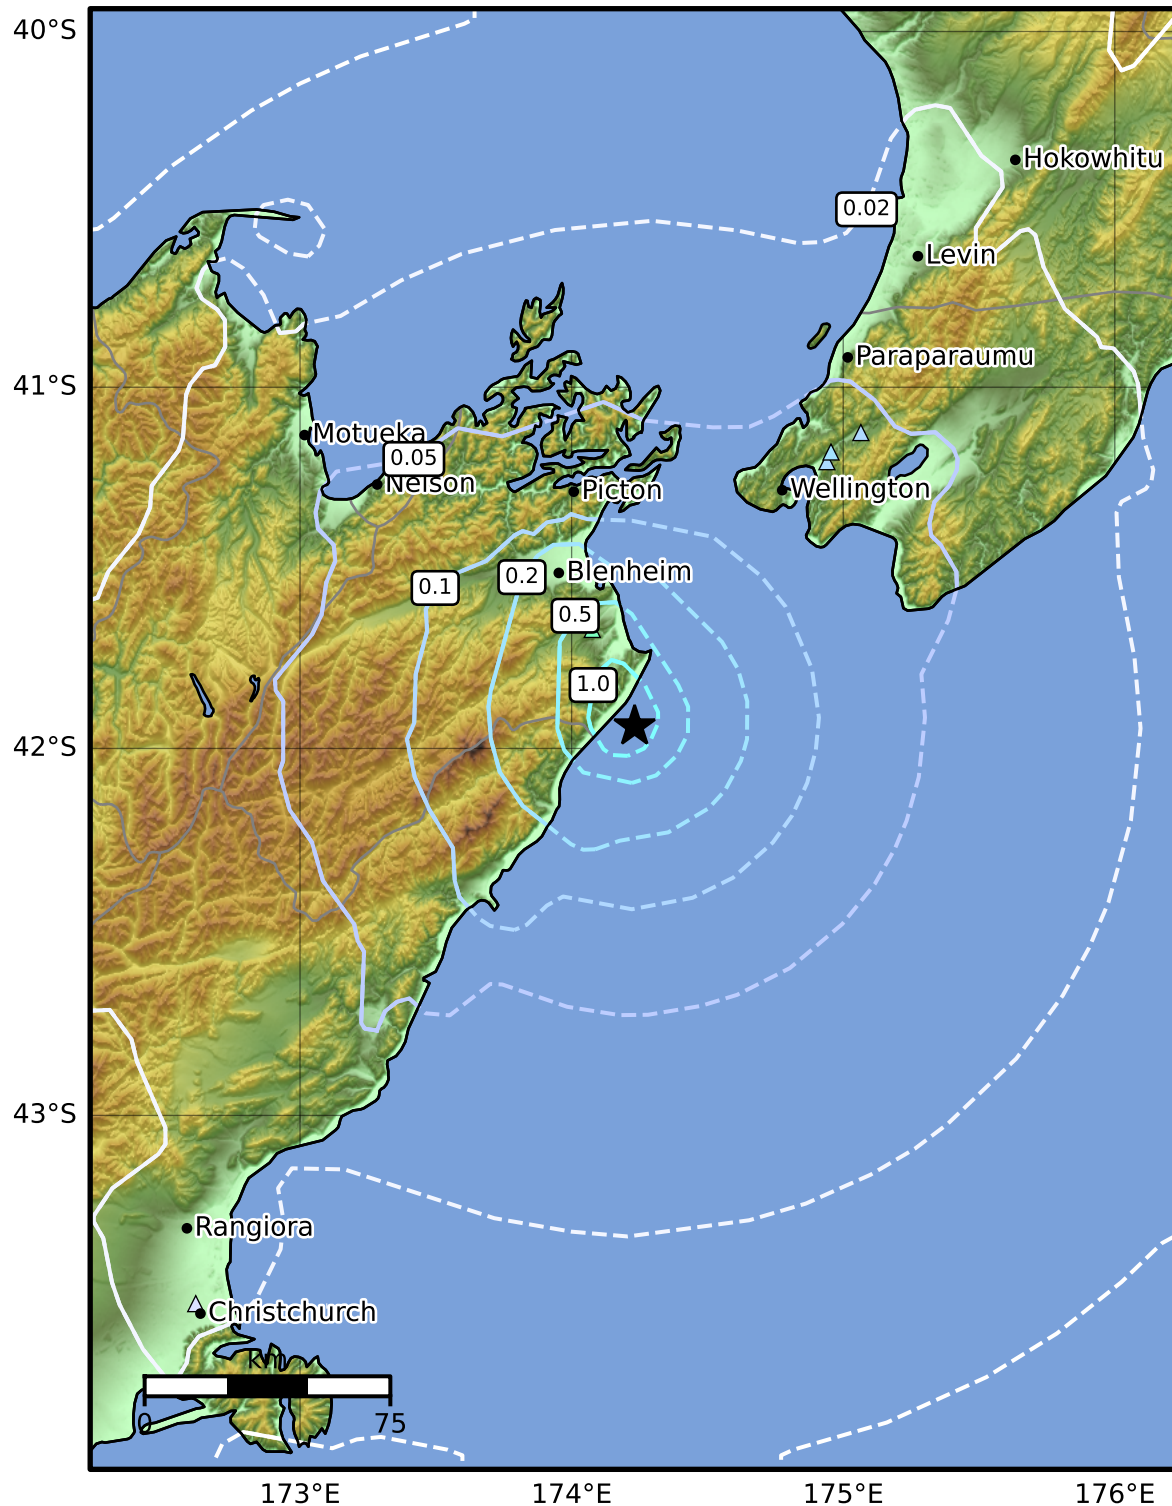 40°S
Hokowhitu
0.02
Levin
Paraparaumu
41°S
Motueka
0.05
Nelson
Picton
Wellington
0.1
0.2
Blenheim
0.5
1.0
42°S
43°S
Rangiora
Christchurch
km
0 75
173°E 174°E 175°E 176°E